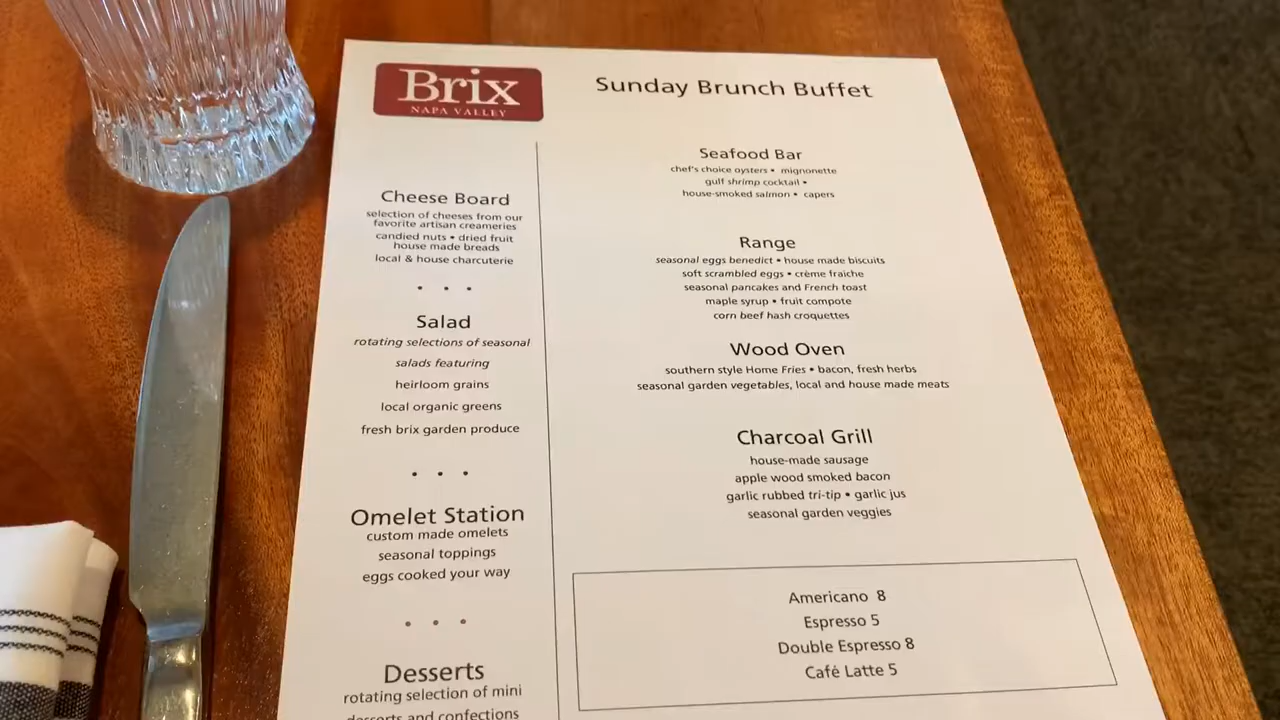 Brix
NAPA VALLEY
Sunday Brunch Buffet
Cheese Board
selection of cheeses from our
favorite artisan creameries
candied nuts • dried fruit
house made breads
local & house charcuterie
• • •
Salad
rotating selections of seasonal
salads featuring
heirloom grains
local organic greens
fresh brix garden produce
• • •
Omelet Station
custom made omelets
seasonal toppings
eggs cooked your way
• • •
Desserts
rotating selection of mini
desserts and confections
Seafood Bar
chef's choice oysters • mignonette
gulf shrimp cocktail •
house-smoked salmon • capers
Range
seasonal eggs benedict • house made biscuits
soft scrambled eggs • crème fraiche
seasonal pancakes and French toast
maple syrup • fruit compote
corn beef hash croquettes
Wood Oven
southern style Home Fries • bacon, fresh herbs
seasonal garden vegetables, local and house made meats
Charcoal Grill
house-made sausage
apple wood smoked bacon
garlic rubbed tri-tip • garlic jus
seasonal garden veggies
Americano 8
Espresso 5
Double Espresso 8
Café Latte 5